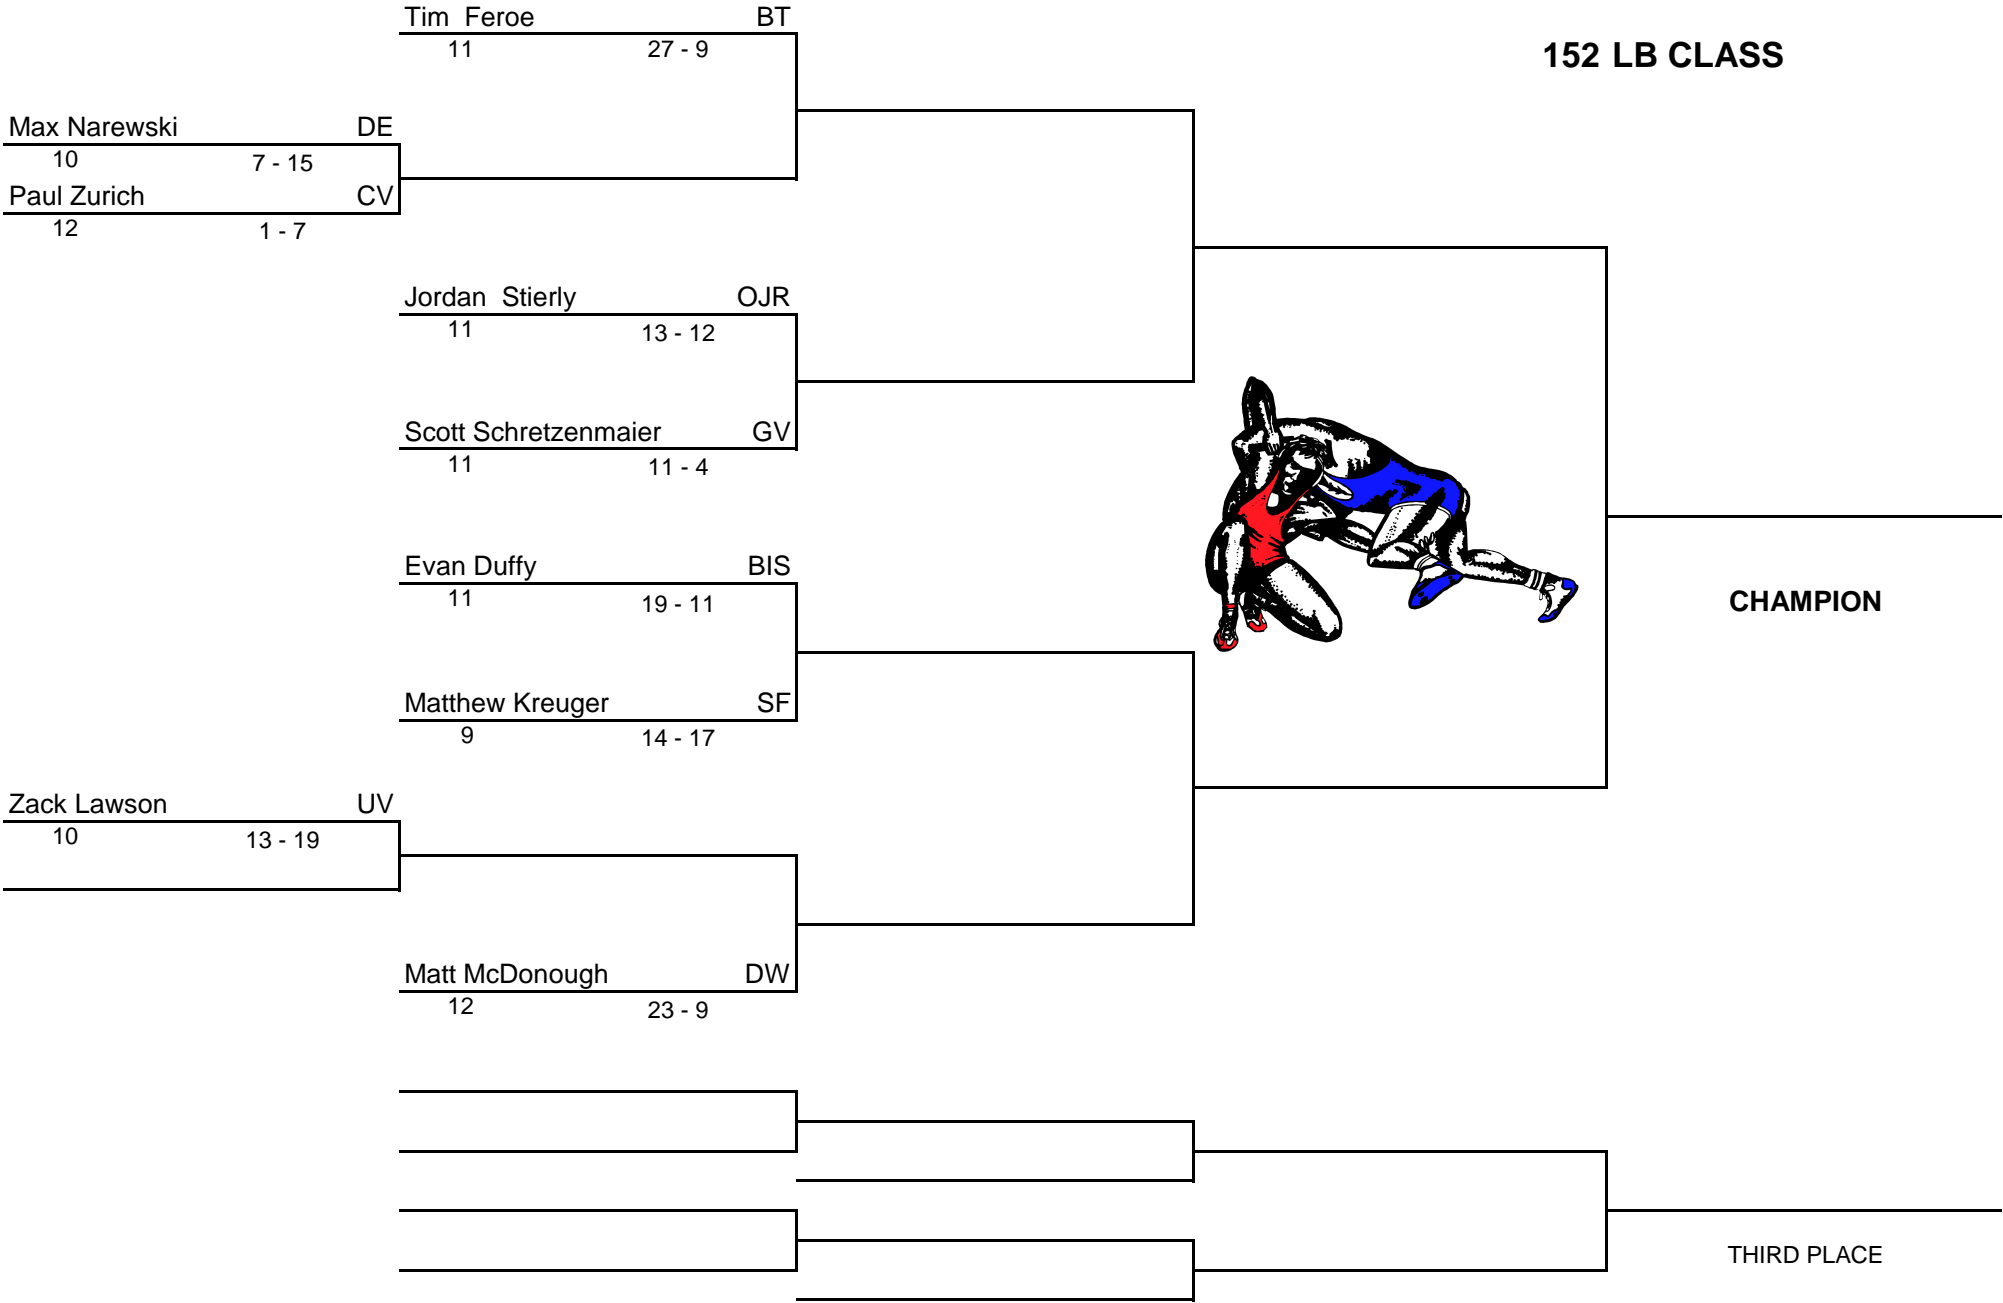 Tim  Feroe BT
11 27 - 9
152 LB CLASS
Max Narewski DE
10 7 - 15
Paul Zurich CV
12 1 - 7
Jordan  Stierly OJR
11 13 - 12
Scott Schretzenmaier GV
11 11 - 4
Evan Duffy BIS
11 19 - 11
CHAMPION
Matthew Kreuger SF
9 14 - 17
Zack Lawson UV
10 13 - 19
Matt McDonough DW
12 23 - 9
THIRD PLACE